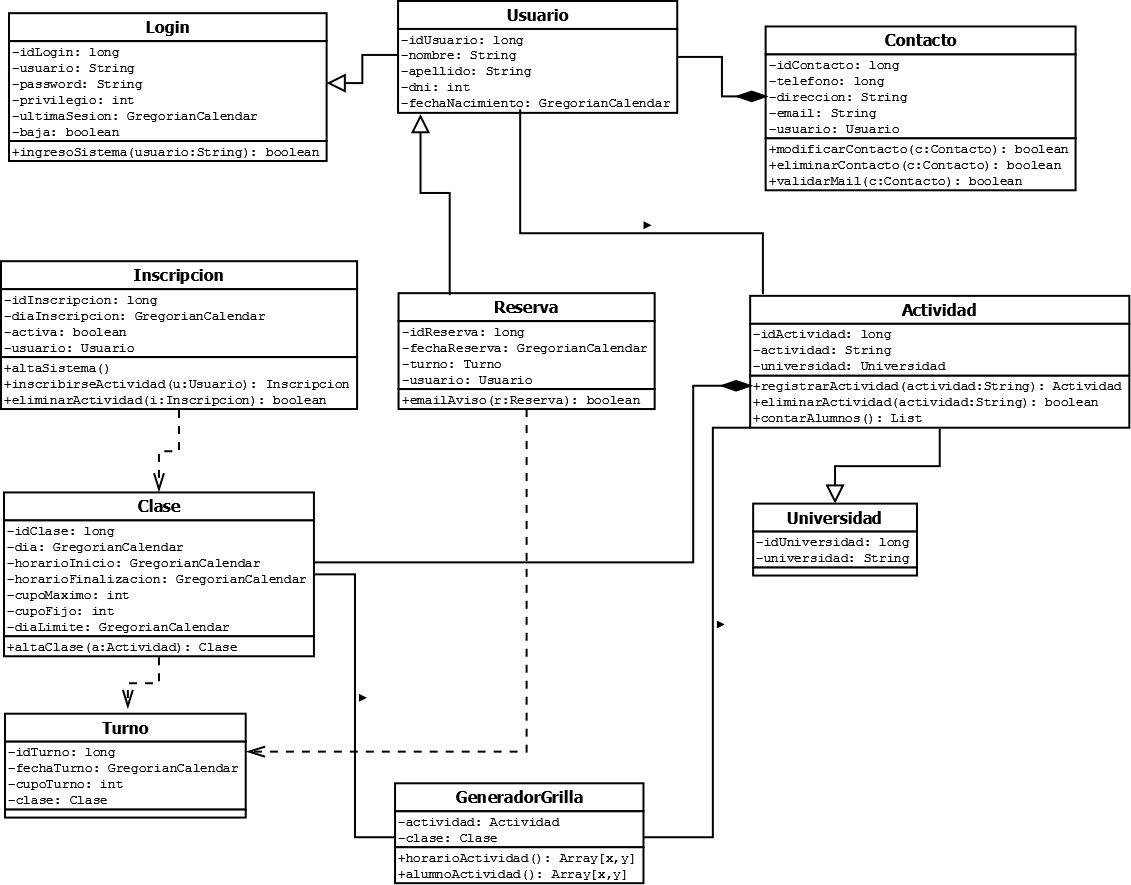 Login
-idLogin: long
-usuario: String
-password: String
-privilegio: int
-ultimaSesion: GregorianCalendar
-baja: boolean
+ingresoSistema(usuario:String): boolean
Usuario
-idUsuario: long
-nombre: String
-apellido: String
-dni: int
-fechaNacimiento: GregorianCalendar
Contacto
-idContacto: long
-telefono: long
-direccion: String
-email: String
-usuario: Usuario
+modificarContacto(c:Contacto): boolean
+eliminarContacto(c:Contacto): boolean
+validarMail(c:Contacto): boolean
Inscripcion
-idInscripcion: long
-diaInscripcion: GregorianCalendar
-activa: boolean
-usuario: Usuario
+altaSistema()
+inscribirseActividad(u:Usuario): Inscripcion
+eliminarActividad(i:Inscripcion): boolean
Reserva
-idReserva: long
-fechaReserva: GregorianCalendar
-turno: Turno
-usuario: Usuario
+emailAviso(r:Reserva): boolean
Actividad
-idActividad: long
-actividad: String
-universidad: Universidad
+registrarActividad(actividad:String): Actividad
+eliminarActividad(actividad:String): boolean
+contarAlumnos(): List
Clase
-idClase: long
-dia: GregorianCalendar
-horarioInicio: GregorianCalendar
-horarioFinalizacion: GregorianCalendar
-cupoMaximo: int
-cupoFijo: int
-diaLimite: GregorianCalendar
+altaClase(a:Actividad): Clase
Universidad
-idUniversidad: long
-universidad: String
Turno
-idTurno: long
-fechaTurno: GregorianCalendar
-cupoTurno: int
-clase: Clase
GeneradorGrilla
-actividad: Actividad
-clase: Clase
+horarioActividad(): Array[x,y]
+alumnoActividad(): Array[x,y]